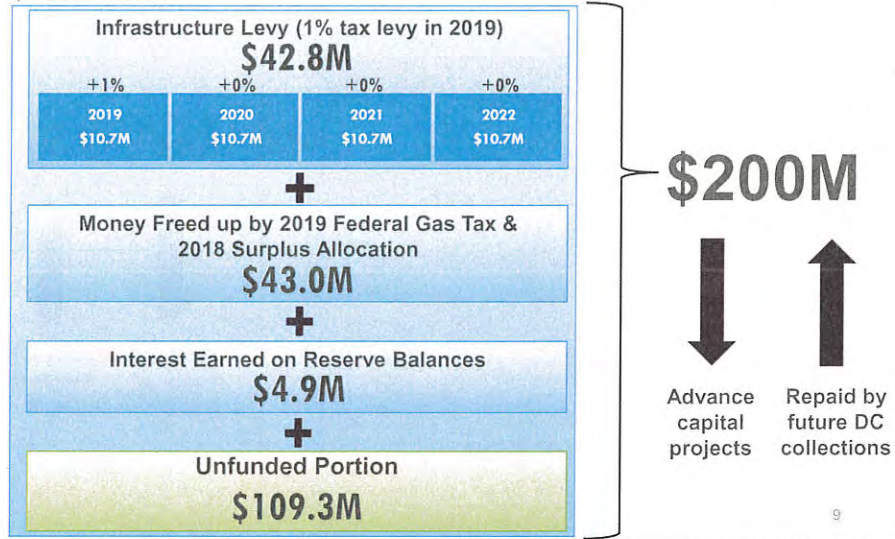 Infrastructure Levy (1% tax levy in 2019)
$42.8M
+1% +0% +0% +0%
2019 2020 2021 2022
$10.7M $10.7M $10.7M $10.7M
+
Money Freed up by 2019 Federal Gas Tax &
2018 Surplus Allocation
$43.0M
+
Interest Earned on Reserve Balances
$4.9M
+
Unfunded Portion
$109.3M
$200M
Advance
capital
projects
Repaid by
future DC
collections
9